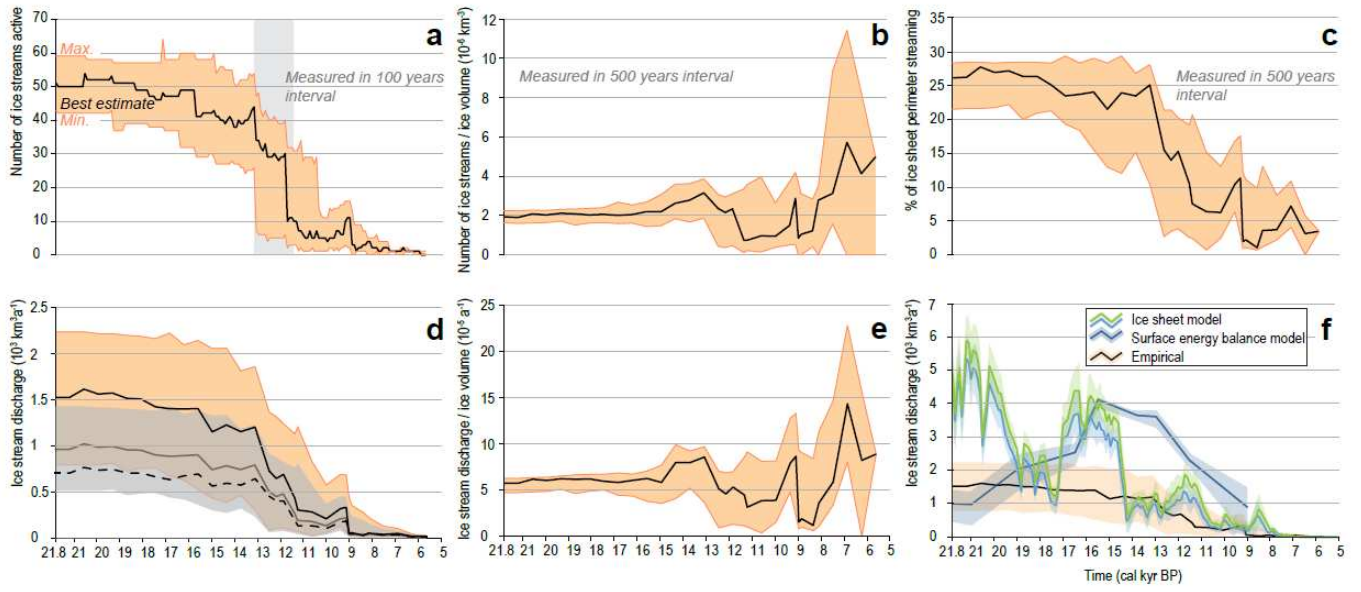 a
Number of ice streams active
70
60
50
40
30
20
10
0
Max.
Best estimate
Min.
Measured in 100 years
interval
b
Number of ice streams / ice volume (10⁻⁶ km⁻³)
12
10
8
6
4
2
0
Measured in 500 years interval
c
% of ice sheet perimeter streaming
35
30
25
20
15
10
5
0
Measured in 500 years
interval
d
Ice stream discharge (10³ km³a⁻¹)
2.5
2
1.5
1
0.5
0
21.8 21 20 19 18 17 16 15 14 13 12 11 10 9 8 7 6 5
e
Ice stream discharge / ice volume (10⁻⁵ a⁻¹)
25
20
15
10
5
0
21.8 21 20 19 18 17 16 15 14 13 12 11 10 9 8 7 6 5
f
Ice stream discharge (10³ km³a⁻¹)
7
6
5
4
3
2
1
0
Ice sheet model
Surface energy balance model
Empirical
21.8 21 20 19 18 17 16 15 14 13 12 11 10 9 8 7 6 5
Time (cal kyr BP)